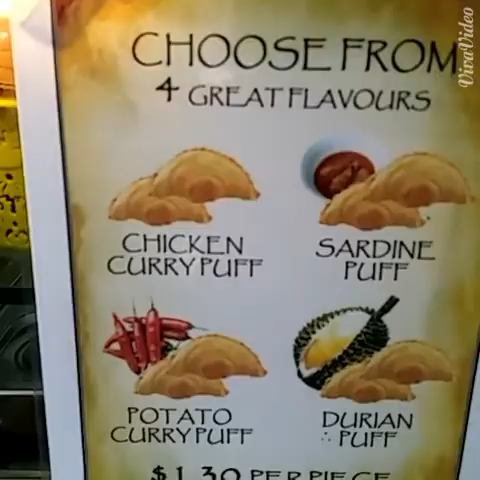 CHOOSE FROM
4 GREAT FLAVOURS
CHICKEN
CURRY PUFF
SARDINE
PUFF
POTATO
CURRY PUFF
DURIAN
PUFF
$1.30 PER PIECE
VivaVideo